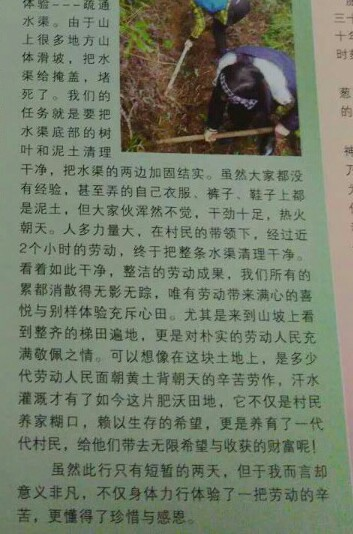 体验---疏通
水渠。由于山
上很多地方山
体滑坡，把水
渠给掩盖，堵
死了。我们的
任务就是要把
水渠底部的树
叶和泥土清理
干净，把水渠的两边加固结实。虽然大家都没
有经验，甚至弄的自己衣服、裤子、鞋子上都
是泥土，但大家伙浑然不觉，干劲十足，热火
朝天。人多力量大，在村民的带领下，经过近
2个小时的劳动，终于把整条水渠清理干净。
看着如此干净，整洁的劳动成果，我们所有的
累都消散得无影无踪，唯有劳动带来满心的喜
悦与别样体验充斥心田。尤其是来到山坡上看
到整齐的梯田遍地，更是对朴实的劳动人民充
满敬佩之情。可以想像在这块土地上，是多少
代劳动人民面朝黄土背朝天的辛苦劳作，汗水
灌溉才有了如今这片肥沃田地，它不仅是村民
养家糊口，赖以生存的希望，更是养育了一代
代村民，给他们带去无限希望与收获的财富呢！
虽然此行只有短暂的两天，但于我而言却
意义非凡，不仅身体力行体验了一把劳动的辛
苦，更懂得了珍惜与感恩。
三十
十名
时刻
葱
的
神